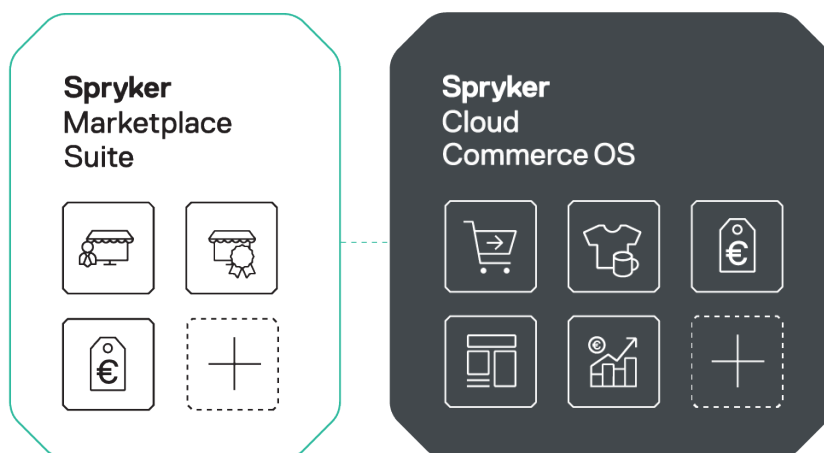 Spryker
Marketplace
Suite
€
Spryker
Cloud
Commerce OS
€
€